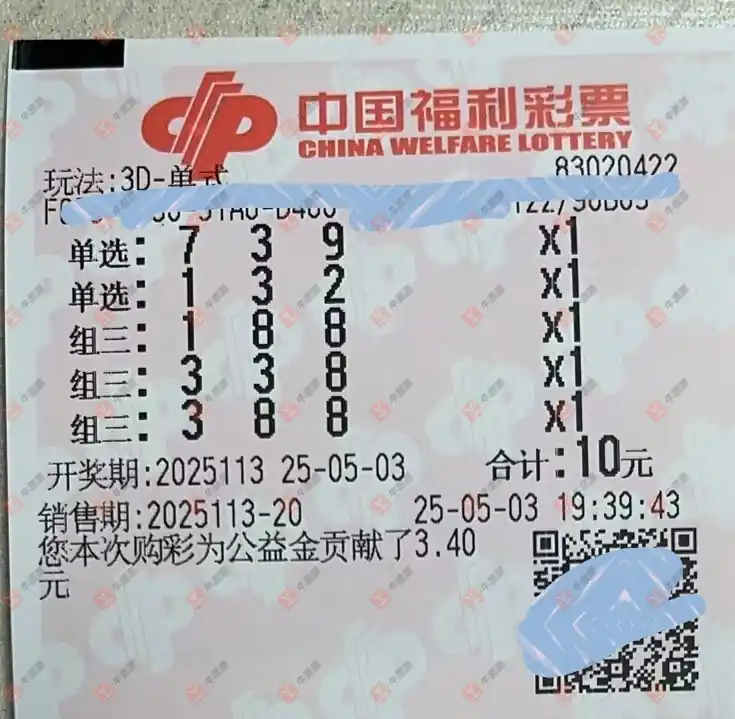 中国福利彩票
CHINA WELFARE LOTTERY
玩法:3D-单式 83020422
单选: 7 3 9 X1
单选: 1 3 2 X1
组三: 1 8 8 X1
组三: 3 3 8 X1
组三: 3 8 8 X1
开奖期:2025113 25-05-03 合计:10元
销售期:2025113-20 25-05-03 19:39:43
您本次购彩为公益金贡献了3.40
元